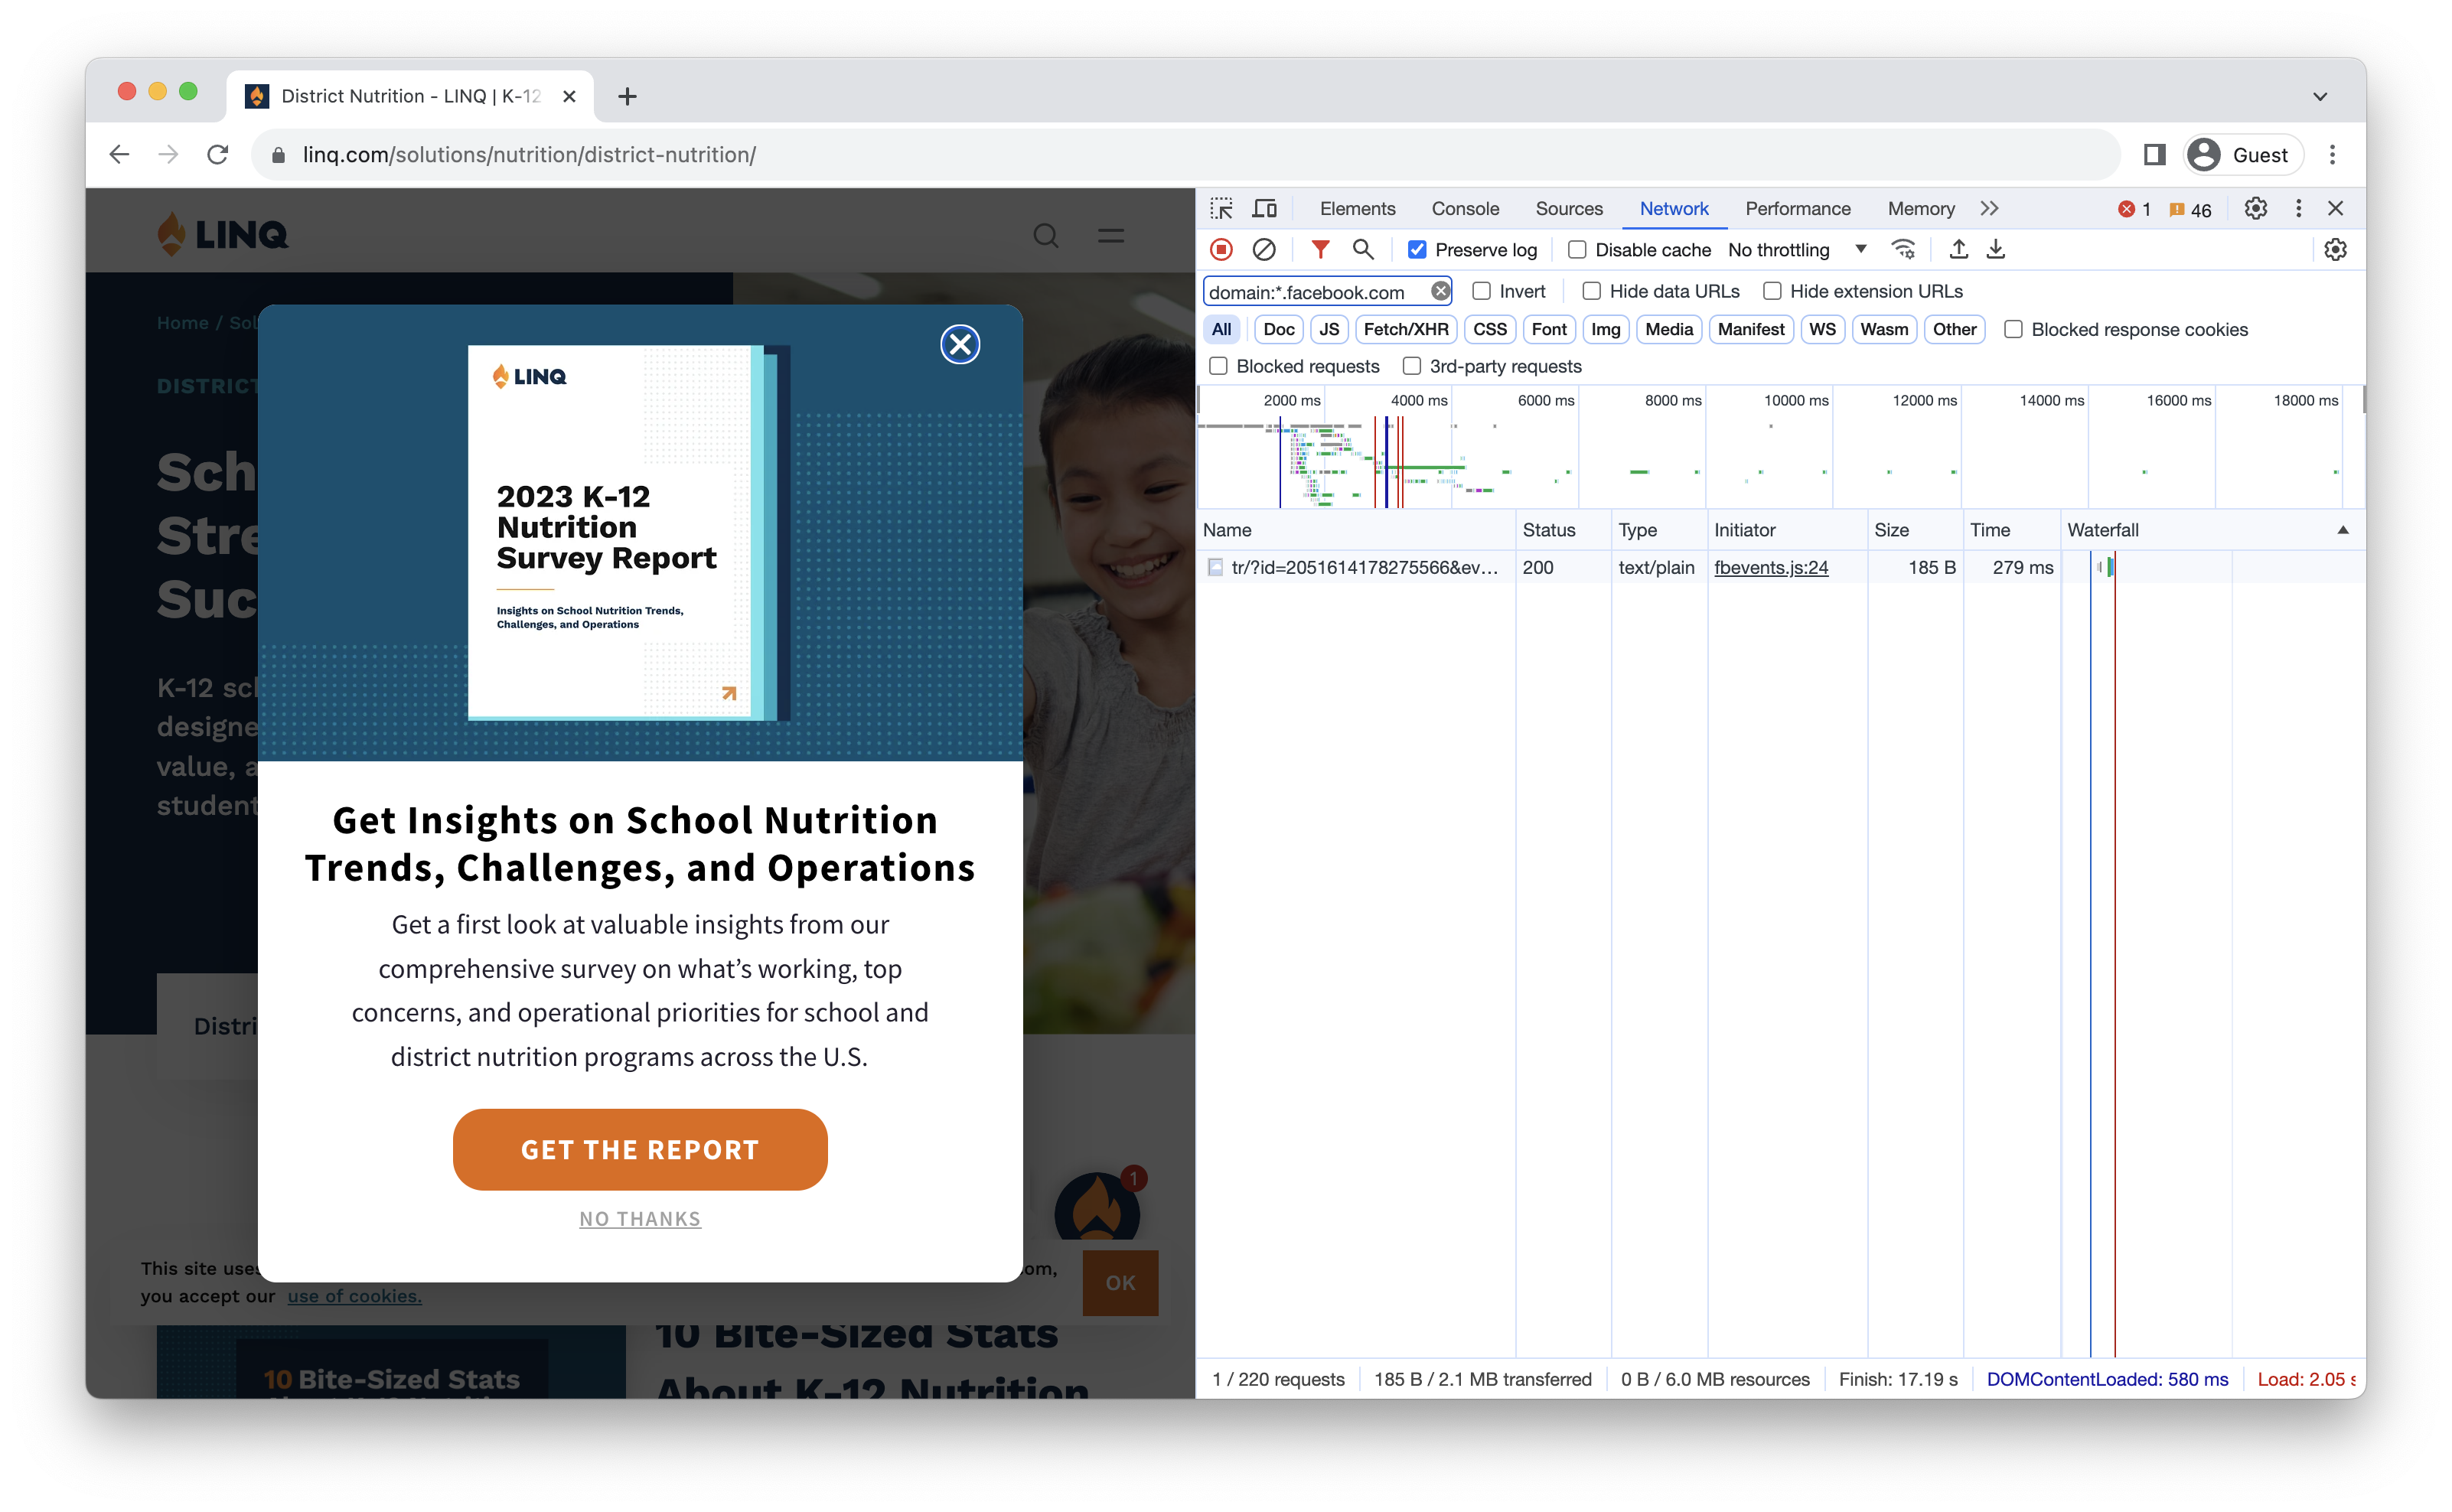 District Nutrition - LINQ | K-12
linq.com/solutions/nutrition/district-nutrition/
Guest
LINQ
Home / Sol
DISTRICT
Sch
Stre
Suc
K-12 scl
designe
value, a
student
Distri
LINQ
2023 K-12
Nutrition
Survey Report
Insights on School Nutrition Trends,
Challenges, and Operations
Get Insights on School Nutrition
Trends, Challenges, and Operations
Get a first look at valuable insights from our
comprehensive survey on what’s working, top
concerns, and operational priorities for school and
district nutrition programs across the U.S.
GET THE REPORT
NO THANKS
1
This site uses om,
you accept our use of cookies.
OK
10 Bite-Sized Stats
10 Bite-Sized Stats
About K-12 Nutrition
Elements Console Sources Network Performance Memory 1 46
Preserve log Disable cache No throttling
domain:*.facebook.com Invert Hide data URLs Hide extension URLs
All Doc JS Fetch/XHR CSS Font Img Media Manifest WS Wasm Other Blocked response cookies
Blocked requests 3rd-party requests
2000 ms 4000 ms 6000 ms 8000 ms 10000 ms 12000 ms 14000 ms 16000 ms 18000 ms
Name Status Type Initiator Size Time Waterfall
tr/?id=2051614178275566&ev... 200 text/plain fbevents.js:24 185 B 279 ms
1 / 220 requests 185 B / 2.1 MB transferred 0 B / 6.0 MB resources Finish: 17.19 s DOMContentLoaded: 580 ms Load: 2.05 s